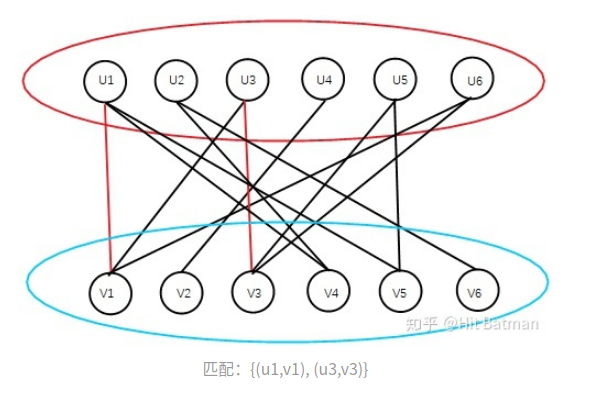 U1 U2 U3 U4 U5 U6
V1 V2 V3 V4 V5 V6
知乎 @Hit Batman
匹配：{(u1,v1), (u3,v3)}